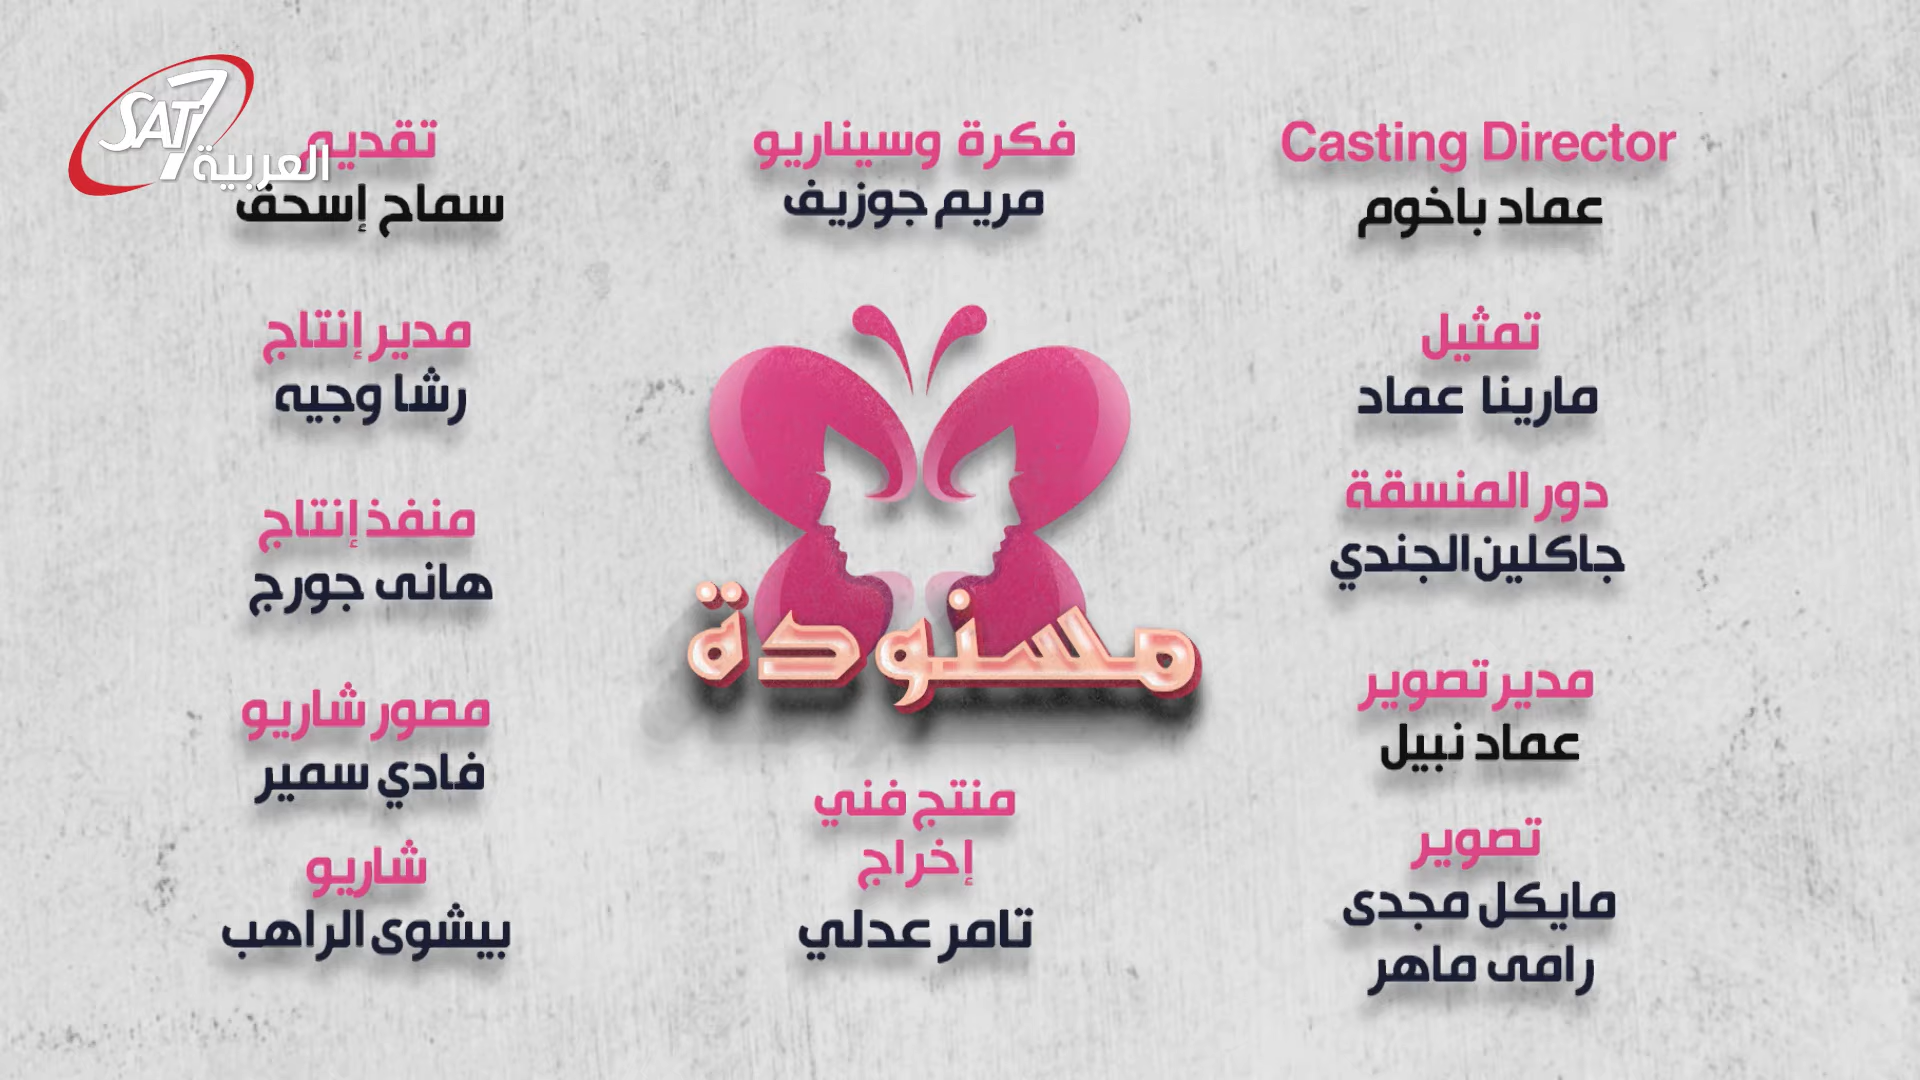 SAT7
العربية
Casting Director
عماد باخوم
تمثيل
مارينا عماد
دور المنسقة
جاكلين الجندي
مدير تصوير
عماد نبيل
تصوير
مايكل مجدى
رامى ماهر
فكرة وسيناريو
مريم جوزيف
مسنودة
منتج فني
إخراج
تامر عدلي
تقديم
سماح إسحق
مدير إنتاج
رشا وجيه
منفذ إنتاج
هانى جورج
مصور شاريو
فادي سمير
شاريو
بيشوى الراهب